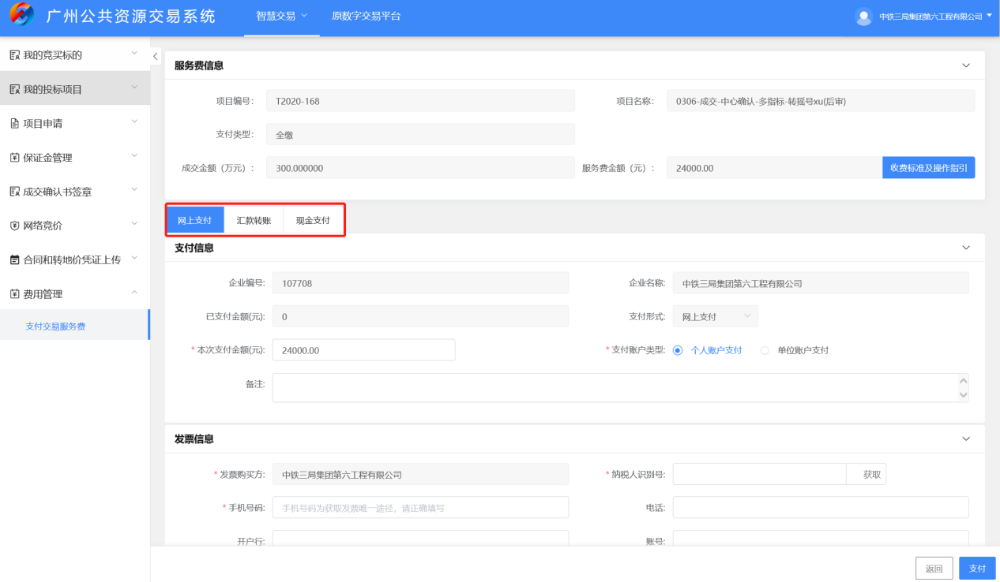 广州公共资源交易系统
智慧交易
原数字交易平台
中铁三局集团第六工程有限公司
我的竞买标的
我的投标项目
项目申请
保证金管理
成交确认书签章
网络竞价
合同和转地价凭证上传
费用管理
支付交易服务费
服务费信息
项目编号: T2020-168 项目名称: 0306-成交-中心确认-多指标-转摇号xu(后审)
支付类型: 全缴
成交金额（万元）: 300.000000 服务费金额（元）: 24000.00 收费标准及操作指引
网上支付 汇款转账 现金支付
支付信息
企业编号: 107708 企业名称: 中铁三局集团第六工程有限公司
已支付金额(元): 0 支付形式: 网上支付
* 本次支付金额(元): 24000.00 * 支付账户类型: 个人账户支付 单位账户支付
备注:
发票信息
* 发票购买方: 中铁三局集团第六工程有限公司 * 纳税人识别号: 获取
* 手机号码: 手机号码为获取发票唯一途径，请正确填写 电话:
开户行: 账号:
返回 支付